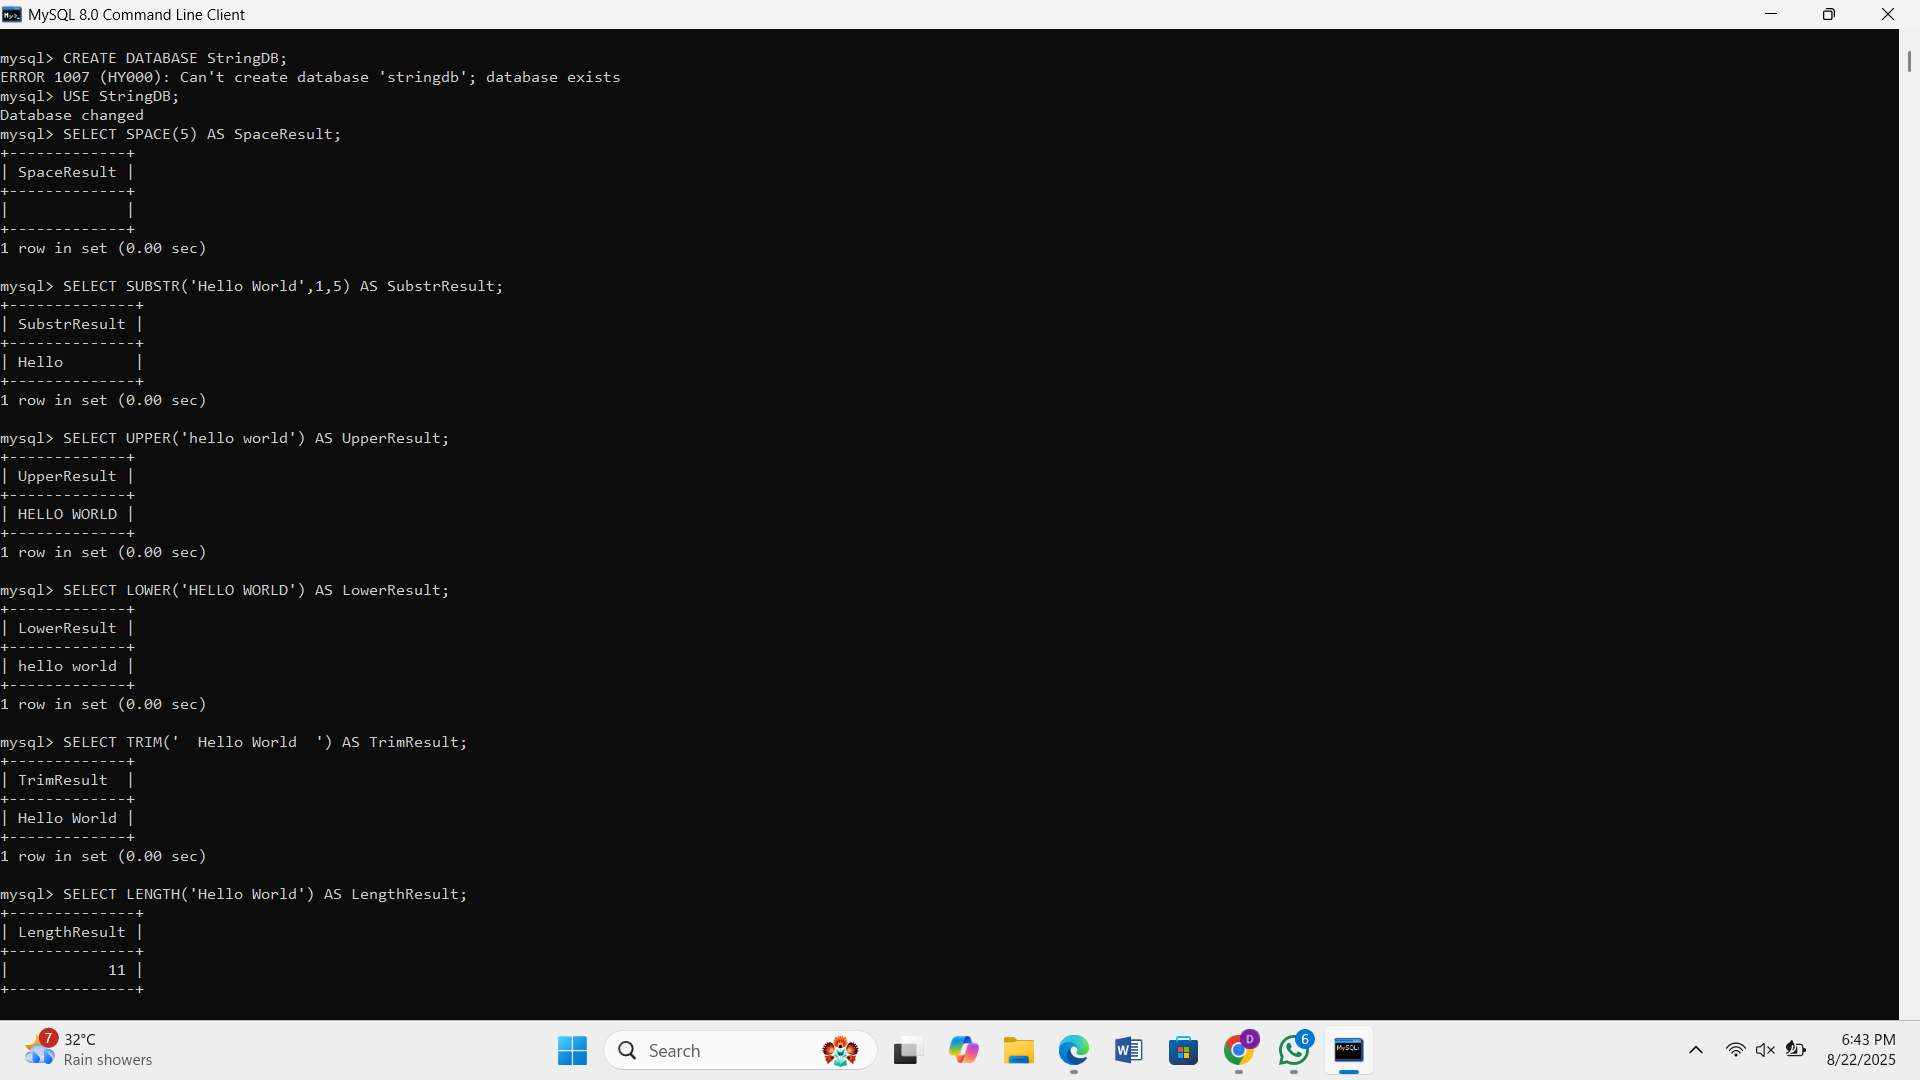 MySQL 8.0 Command Line Client
mysql> CREATE DATABASE StringDB;
ERROR 1007 (HY000): Can't create database 'stringdb'; database exists
mysql> USE StringDB;
Database changed
mysql> SELECT SPACE(5) AS SpaceResult;
+-------------+
| SpaceResult |
+-------------+
|             |
+-------------+
1 row in set (0.00 sec)
mysql> SELECT SUBSTR('Hello World',1,5) AS SubstrResult;
+--------------+
| SubstrResult |
+--------------+
| Hello        |
+--------------+
1 row in set (0.00 sec)
mysql> SELECT UPPER('hello world') AS UpperResult;
+-------------+
| UpperResult |
+-------------+
| HELLO WORLD |
+-------------+
1 row in set (0.00 sec)
mysql> SELECT LOWER('HELLO WORLD') AS LowerResult;
+-------------+
| LowerResult |
+-------------+
| hello world |
+-------------+
1 row in set (0.00 sec)
mysql> SELECT TRIM('  Hello World  ') AS TrimResult;
+-------------+
| TrimResult  |
+-------------+
| Hello World |
+-------------+
1 row in set (0.00 sec)
mysql> SELECT LENGTH('Hello World') AS LengthResult;
+--------------+
| LengthResult |
+--------------+
|           11 |
+--------------+
7
32°C
Rain showers
Search
W
D
6
MySQL
6:43 PM
8/22/2025